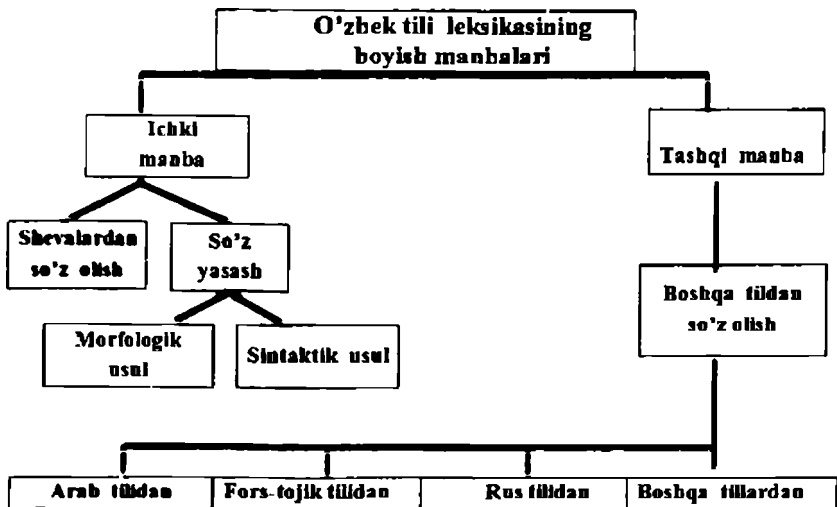 O'zbek tili leksikasining
boyish manbalari
Ichki
manba
Tashqi manba
Shevalardan
so'z olish
So'z
yasash
Boshqa tildan
so'z olish
Morfologik
usul
Sintaktik usul
Arab tilidan
Fors-tojik tilidan
Rus tilidan
Boshqa tillardan